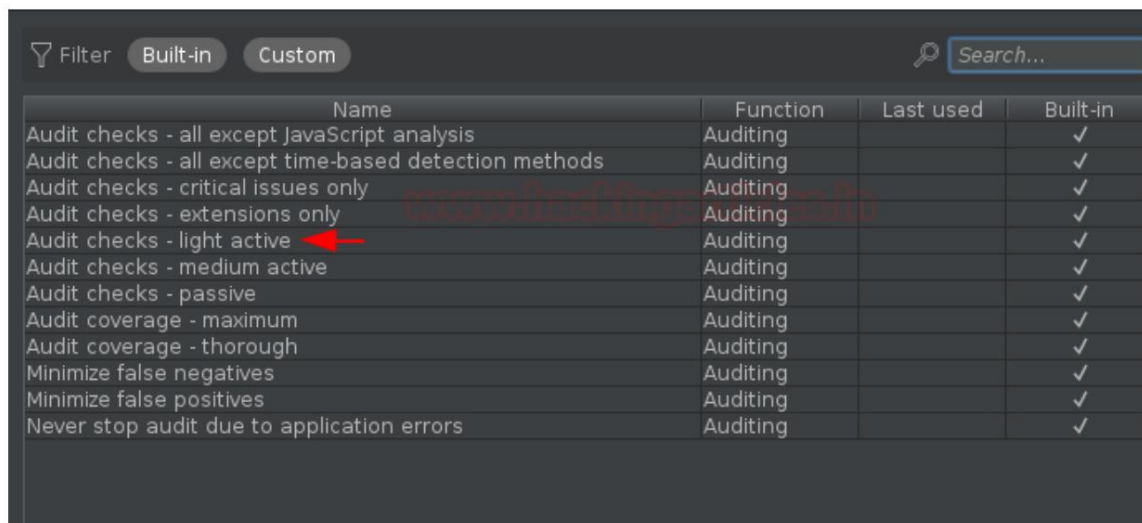 Filter Built-in Custom Search...
Name Function Last used Built-in
Audit checks - all except JavaScript analysis Auditing ✓
Audit checks - all except time-based detection methods Auditing ✓
Audit checks - critical issues only Auditing ✓
Audit checks - extensions only Auditing ✓
Audit checks - light active Auditing ✓
Audit checks - medium active Auditing ✓
Audit checks - passive Auditing ✓
Audit coverage - maximum Auditing ✓
Audit coverage - thorough Auditing ✓
Minimize false negatives Auditing ✓
Minimize false positives Auditing ✓
Never stop audit due to application errors Auditing ✓